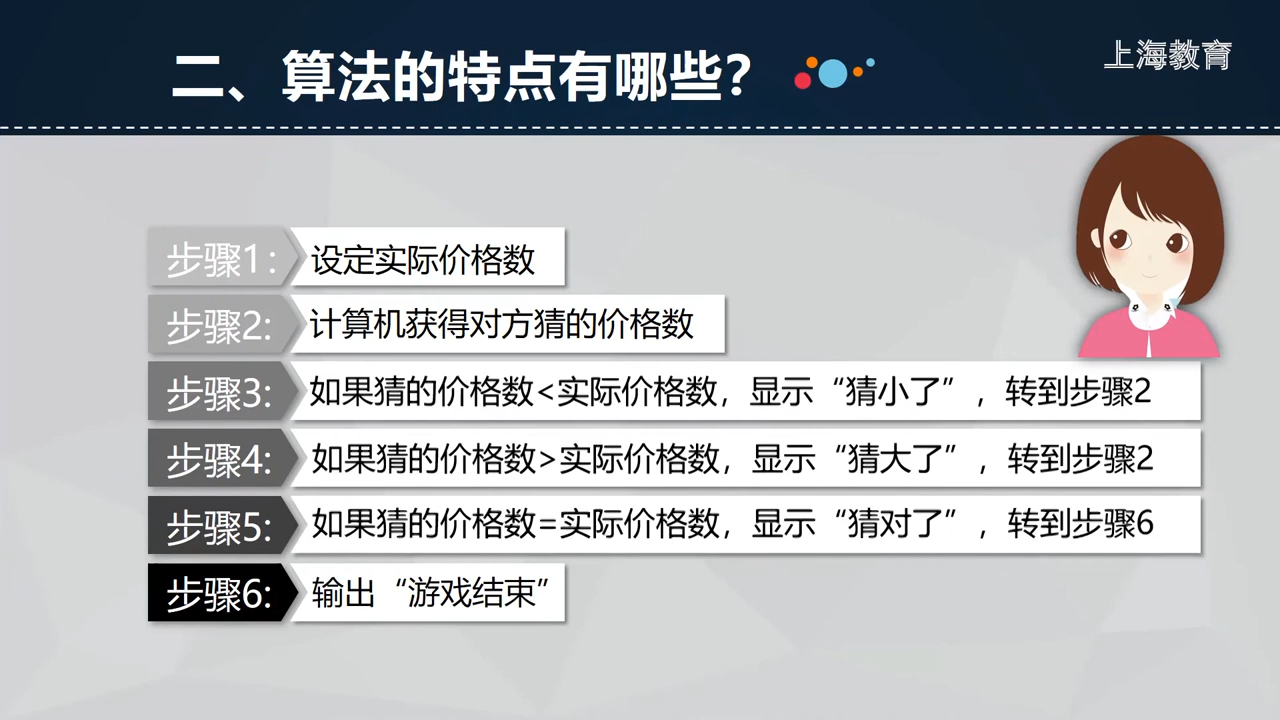 二、算法的特点有哪些？
上海教育
步骤1： 设定实际价格数
步骤2: 计算机获得对方猜的价格数
步骤3: 如果猜的价格数<实际价格数，显示“猜小了”，转到步骤2
步骤4: 如果猜的价格数>实际价格数，显示“猜大了”，转到步骤2
步骤5: 如果猜的价格数=实际价格数，显示“猜对了”，转到步骤6
步骤6: 输出“游戏结束”